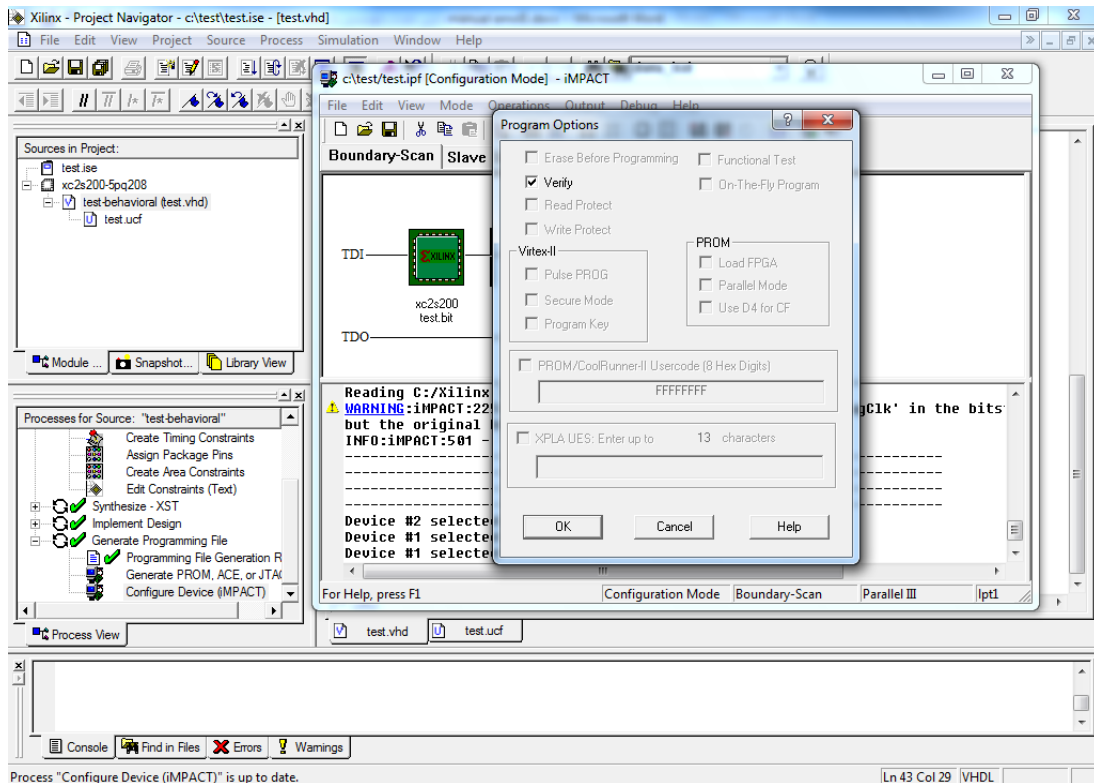 Xilinx - Project Navigator - c:\test\test.ise - [test.vhd]
File Edit View Project Source Process Simulation Window Help
Sources in Project:
test.ise
xc2s200-5pq208
test-behavioral (test.vhd)
test.ucf
Module ... Snapshot... Library View
Processes for Source: "test-behavioral"
Create Timing Constraints
Assign Package Pins
Create Area Constraints
Edit Constraints (Text)
Synthesize - XST
Implement Design
Generate Programming File
Programming File Generation R
Generate PROM, ACE, or JTAG
Configure Device (iMPACT)
Process View
c:\test/test.ipf [Configuration Mode] - iMPACT
File Edit View Mode Operations Output Debug Help
Boundary-Scan Slave
TDI
XILINX
xc2s200
test.bit
TDO
Reading C:/Xilinx
WARNING:iMPACT:22 gClk' in the bits
but the original
INFO:iMPACT:501 -
Device #2 selecte
Device #1 selecte
Device #1 selecte
For Help, press F1 Configuration Mode Boundary-Scan Parallel III lpt1
Program Options
Erase Before Programming Functional Test
Verify On-The-Fly Program
Read Protect
Write Protect
Virtex-II
Pulse PROG
Secure Mode
Program Key
PROM
Load FPGA
Parallel Mode
Use D4 for CF
PROM/CoolRunner-II Usercode (8 Hex Digits)
FFFFFFFF
XPLA UES: Enter up to 13 characters
OK Cancel Help
test.vhd test.ucf
Console Find in Files Errors Warnings
Process "Configure Device (iMPACT)" is up to date. Ln 43 Col 29 VHDL